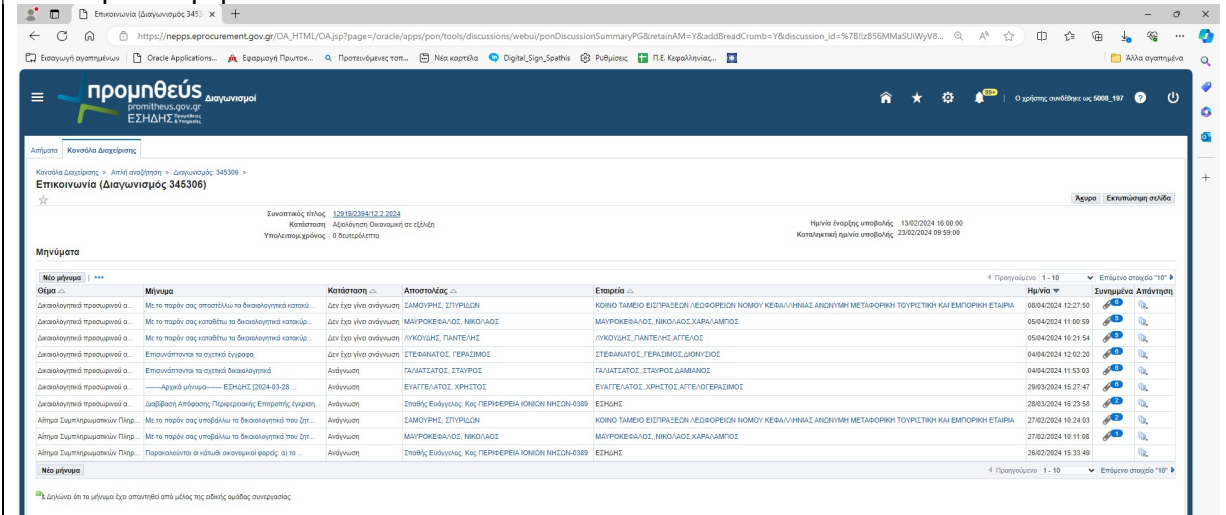 Επικοινωνία (Διαγωνισμός 3453
https://nepps.eprocurement.gov.gr/OA_HTML/OA.jsp?page=/oracle/apps/pon/tools/discussions/webui/ponDiscussionSummaryPG&retainAM=Y&addBreadCrumb=Y&discussion_id=%7B!!zB56MMaSUiWyV8...
Εισαγωγή αγαπημένων Oracle Applications... Εφαρμογή Πρωτοκ... Προτεινόμενες τοπ... Νέα καρτέλα Digital_Sign_Spathis Ρυθμίσεις Π.Ε. Κεφαλληνίας... Άλλα αγαπημένα
προμηθεύς Διαγωνισμοί
promitheus.gov.gr
ΕΣΗΔΗΣ Προμήθειες & Υπηρεσίες
99+ Ο χρήστης συνδέθηκε ως 5008_197
Αιτήματα Κονσόλα Διαχείρισης
Κονσόλα Διαχείρισης > Απλή αναζήτηση > Διαγωνισμός: 345306 >
Επικοινωνία (Διαγωνισμός 345306)
Άκυρο Εκτυπώσιμη σελίδα
Συνοπτικός τίτλος 12919/2394/12.2.2024
Κατάσταση Αξιολόγηση Οικονομική σε εξέλιξη
Υπολειπομ.χρόνος 0 δευτερόλεπτα
Ημ/νία έναρξης υποβολής 13/02/2024 16:00:00
Καταληκτική ημ/νία υποβολής 23/02/2024 09:59:00
Μηνύματα
Νέο μήνυμα | ••• Προηγούμενο 1 - 10 Επόμενο στοιχείο "10"
Θέμα Μήνυμα Κατάσταση Αποστολέας Εταιρεία Ημ/νία Συνημμένα Απάντηση
Δικαιολογητικά προσωρινού α... Με το παρόν σας αποστέλλω τα δικαιολογητικά κατακύ... Δεν έχει γίνει ανάγνωση ΣΑΜΟΥΡΗΣ, ΣΠΥΡΙΔΩΝ ΚΟΙΝΟ ΤΑΜΕΙΟ ΕΙΣΠΡΑΞΕΩΝ ΛΕΩΦΟΡΕΙΩΝ ΝΟΜΟΥ ΚΕΦΑΛΛΗΝΙΑΣ ΑΝΩΝΥΜΗ ΜΕΤΑΦΟΡΙΚΗ ΤΟΥΡΙΣΤΙΚΗ ΚΑΙ ΕΜΠΟΡΙΚΗ ΕΤΑΙΡΙΑ 08/04/2024 12:27:50 6
Δικαιολογητικά προσωρινού α... Με το παρόν σας καταθέτω τα δικαιολογητικά κατακύρ... Δεν έχει γίνει ανάγνωση ΜΑΥΡΟΚΕΦΑΛΟΣ, ΝΙΚΟΛΑΟΣ ΜΑΥΡΟΚΕΦΑΛΟΣ,,ΝΙΚΟΛΑΟΣ,ΧΑΡΑΛΑΜΠΟΣ 05/04/2024 11:00:59 5
Δικαιολογητικά προσωρινού α... Με το παρόν σας καταθέτω τα δικαιολογητικά κατακύρ... Δεν έχει γίνει ανάγνωση ΛΥΚΟΥΔΗΣ, ΠΑΝΤΕΛΗΣ ΛΥΚΟΥΔΗΣ,,ΠΑΝΤΕΛΗΣ,ΑΓΓΕΛΟΣ 05/04/2024 10:21:54 5
Δικαιολογητικά προσωρινού α... Επισυνάπτονται τα σχετικά έγγραφα Δεν έχει γίνει ανάγνωση ΣΤΕΦΑΝΑΤΟΣ, ΓΕΡΑΣΙΜΟΣ ΣΤΕΦΑΝΑΤΟΣ,,ΓΕΡΑΣΙΜΟΣ,ΔΙΟΝΥΣΙΟΣ 04/04/2024 12:02:20 6
Δικαιολογητικά προσωρινού α... Επισυνάπτονται τα σχετικά δικαιολογητικά Ανάγνωση ΓΑΛΙΑΤΣΑΤΟΣ, ΣΤΑΥΡΟΣ ΓΑΛΙΑΤΣΑΤΟΣ,,ΣΤΑΥΡΟΣ,ΔΑΜΙΑΝΟΣ 04/04/2024 11:53:03 6
Δικαιολογητικά προσωρινού α... -------Αρχικό μήνυμα------- ΕΣΗΔΗΣ [2024-03-28 ... Ανάγνωση ΕΥΑΓΓΕΛΑΤΟΣ, ΧΡΗΣΤΟΣ ΕΥΑΓΓΕΛΑΤΟΣ,,ΧΡΗΣΤΟΣ,ΑΓΓΕΛΟΓΕΡΑΣΙΜΟΣ 29/03/2024 15:27:47 6
Δικαιολογητικά προσωρινού α... Διαβίβαση Απόφασης Περιφερειακής Επιτροπής έγκριση... Ανάγνωση Σπαθής Ευάγγελος, Κος ΠΕΡΙΦΕΡΕΙΑ ΙΟΝΙΩΝ ΝΗΣΩΝ-0389 ΕΣΗΔΗΣ 28/03/2024 16:23:58 2
Αίτημα Συμπληρωματικών Πληρ... Με το παρόν σας υποβάλλω τα δικαιολογητικά που ζητ... Ανάγνωση ΣΑΜΟΥΡΗΣ, ΣΠΥΡΙΔΩΝ ΚΟΙΝΟ ΤΑΜΕΙΟ ΕΙΣΠΡΑΞΕΩΝ ΛΕΩΦΟΡΕΙΩΝ ΝΟΜΟΥ ΚΕΦΑΛΛΗΝΙΑΣ ΑΝΩΝΥΜΗ ΜΕΤΑΦΟΡΙΚΗ ΤΟΥΡΙΣΤΙΚΗ ΚΑΙ ΕΜΠΟΡΙΚΗ ΕΤΑΙΡΙΑ 27/02/2024 10:24:03 2
Αίτημα Συμπληρωματικών Πληρ... Με το παρόν σας υποβάλλω τα δικαιολογητικά που ζητ... Ανάγνωση ΜΑΥΡΟΚΕΦΑΛΟΣ, ΝΙΚΟΛΑΟΣ ΜΑΥΡΟΚΕΦΑΛΟΣ,,ΝΙΚΟΛΑΟΣ,ΧΑΡΑΛΑΜΠΟΣ 27/02/2024 10:11:08 1
Αίτημα Συμπληρωματικών Πληρ... Παρακαλούνται οι κάτωθι οικονομικοί φορείς: α) το ... Ανάγνωση Σπαθής Ευάγγελος, Κος ΠΕΡΙΦΕΡΕΙΑ ΙΟΝΙΩΝ ΝΗΣΩΝ-0389 ΕΣΗΔΗΣ 26/02/2024 15:33:49
Νέο μήνυμα Προηγούμενο 1 - 10 Επόμενο στοιχείο "10"
Δηλώνει ότι το μήνυμα έχει απαντηθεί από μέλος της ειδικής ομάδας συνεργασίας.